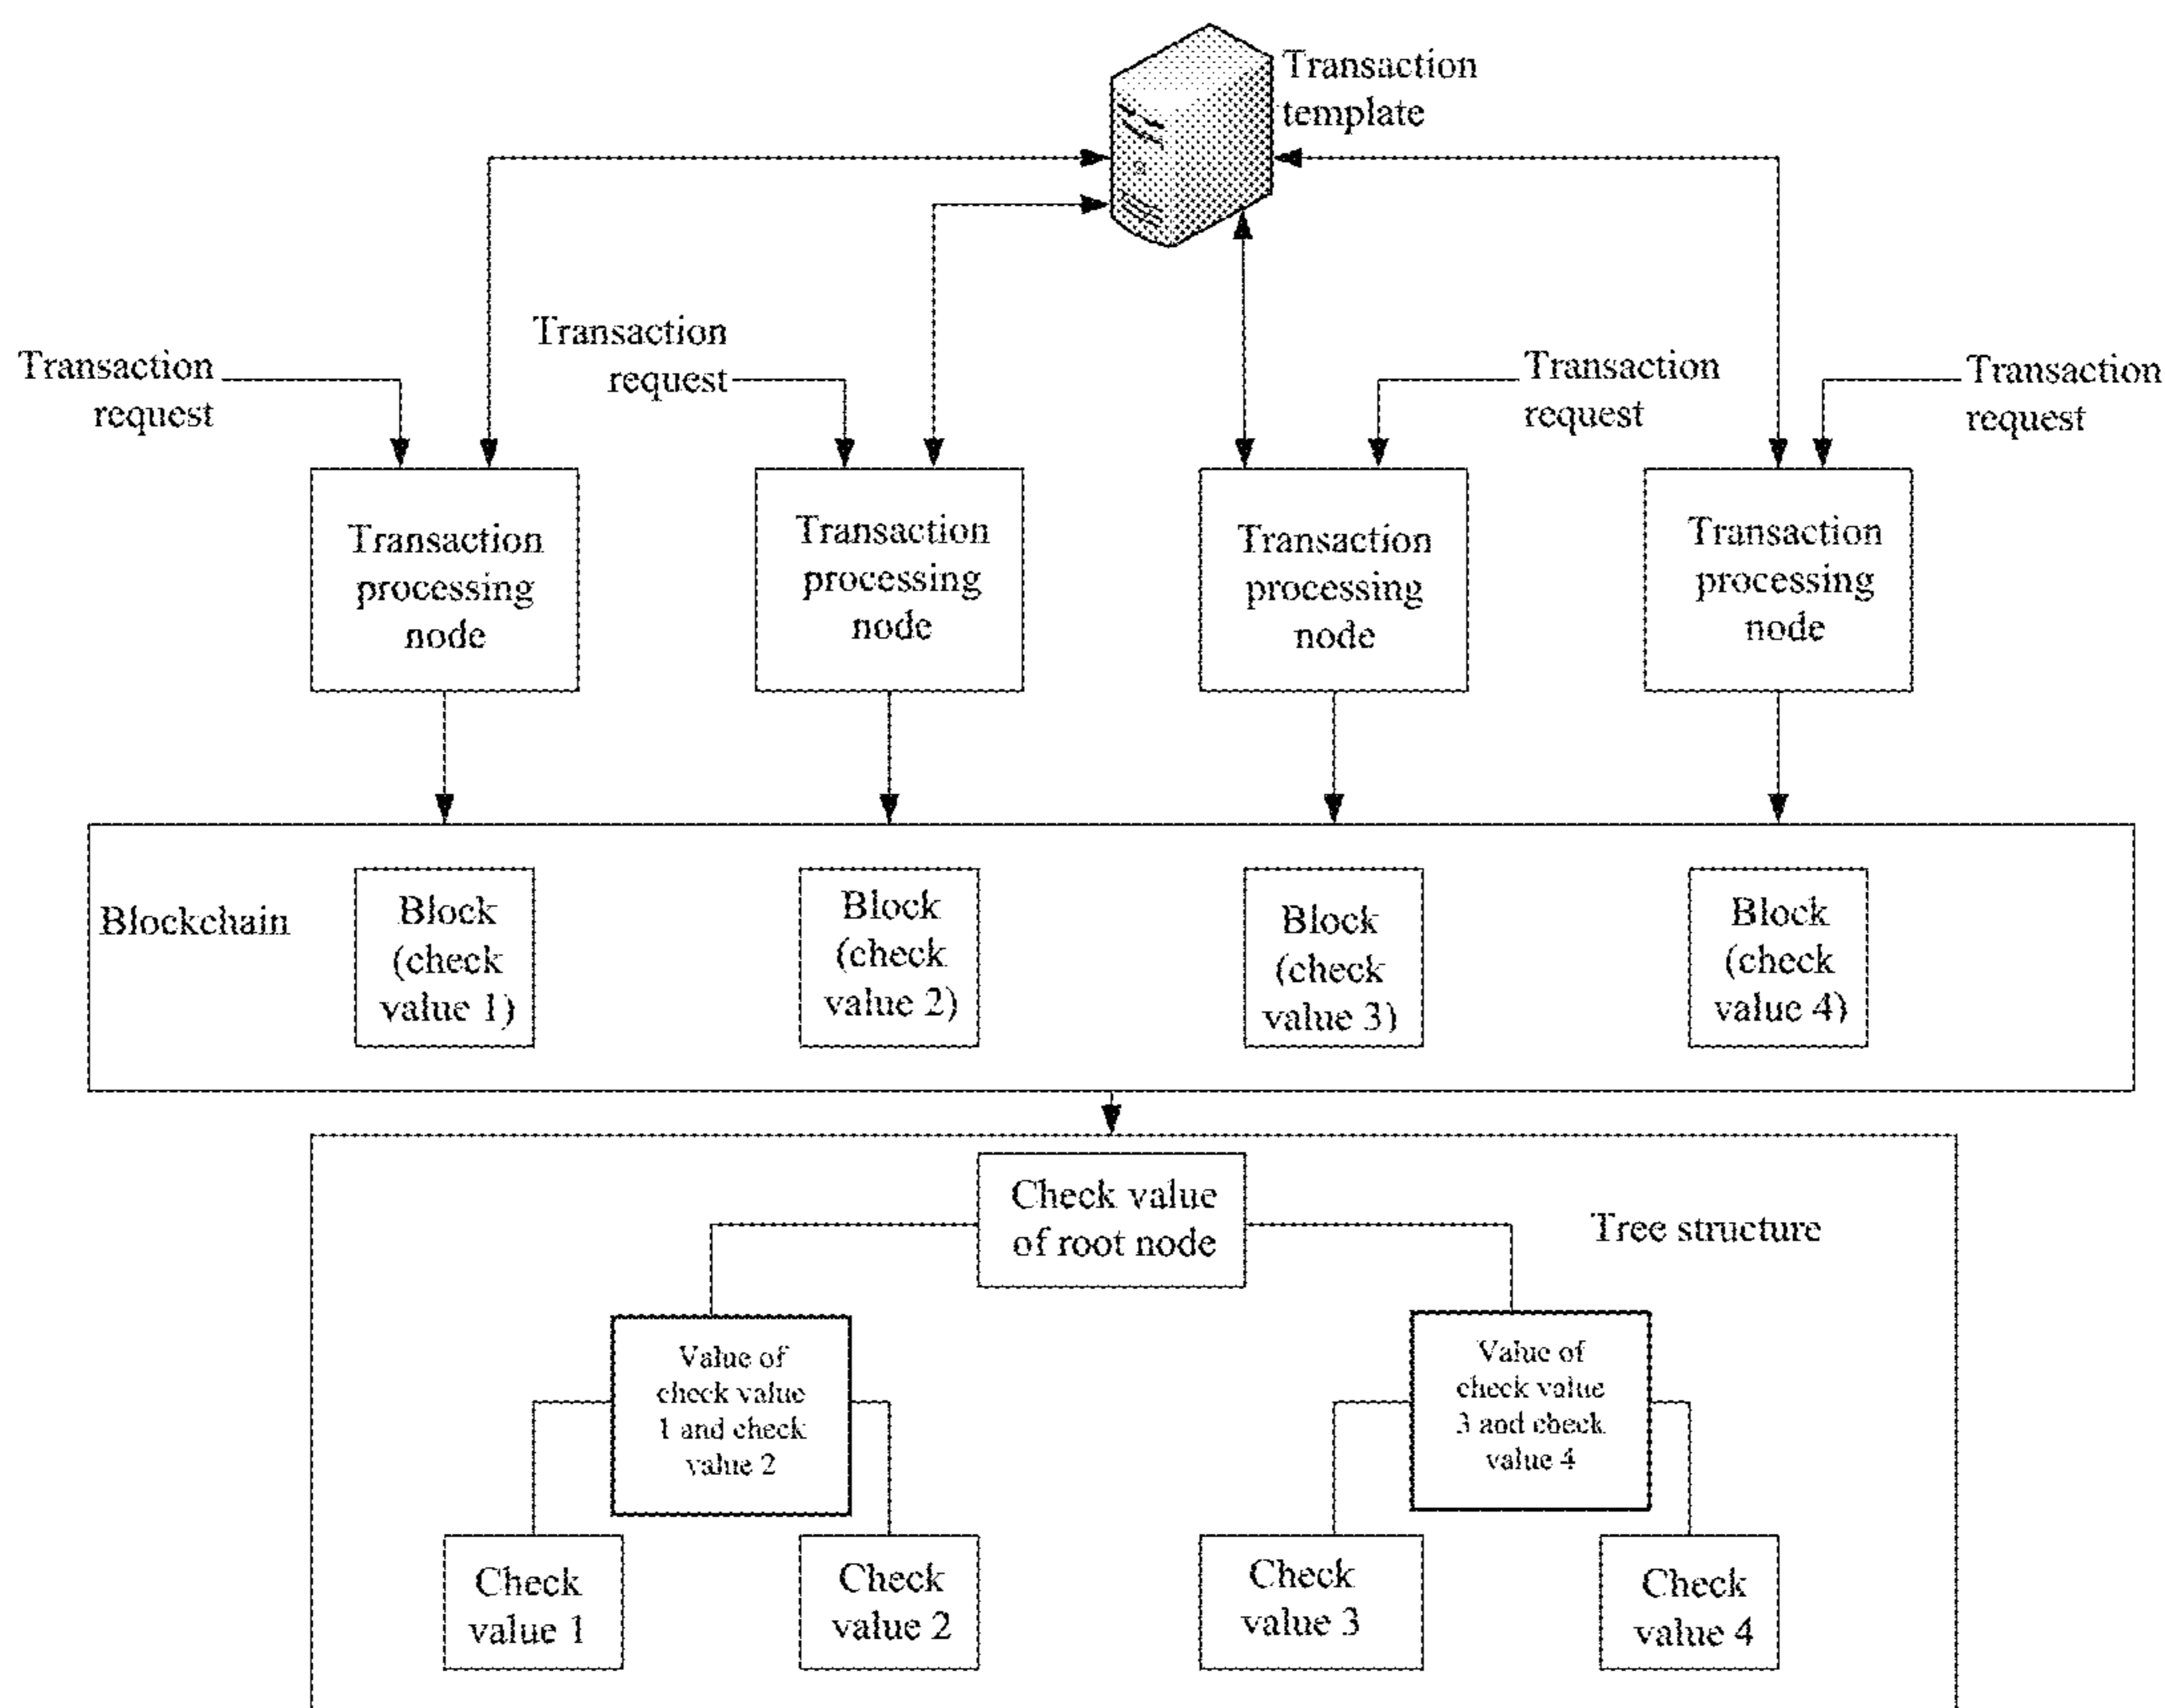 Transaction
template
Transaction
request
Transaction
request
Transaction
request
Transaction
request
Transaction
processing
node
Transaction
processing
node
Transaction
processing
node
Transaction
processing
node
Blockchain
Block
(check
value 1)
Block
(check
value 2)
Block
(check
value 3)
Block
(check
value 4)
Check value
of root node
Tree structure
Value of
check value
1 and check
value 2
Value of
check value
3 and check
value 4
Check
value 1
Check
value 2
Check
value 3
Check
value 4